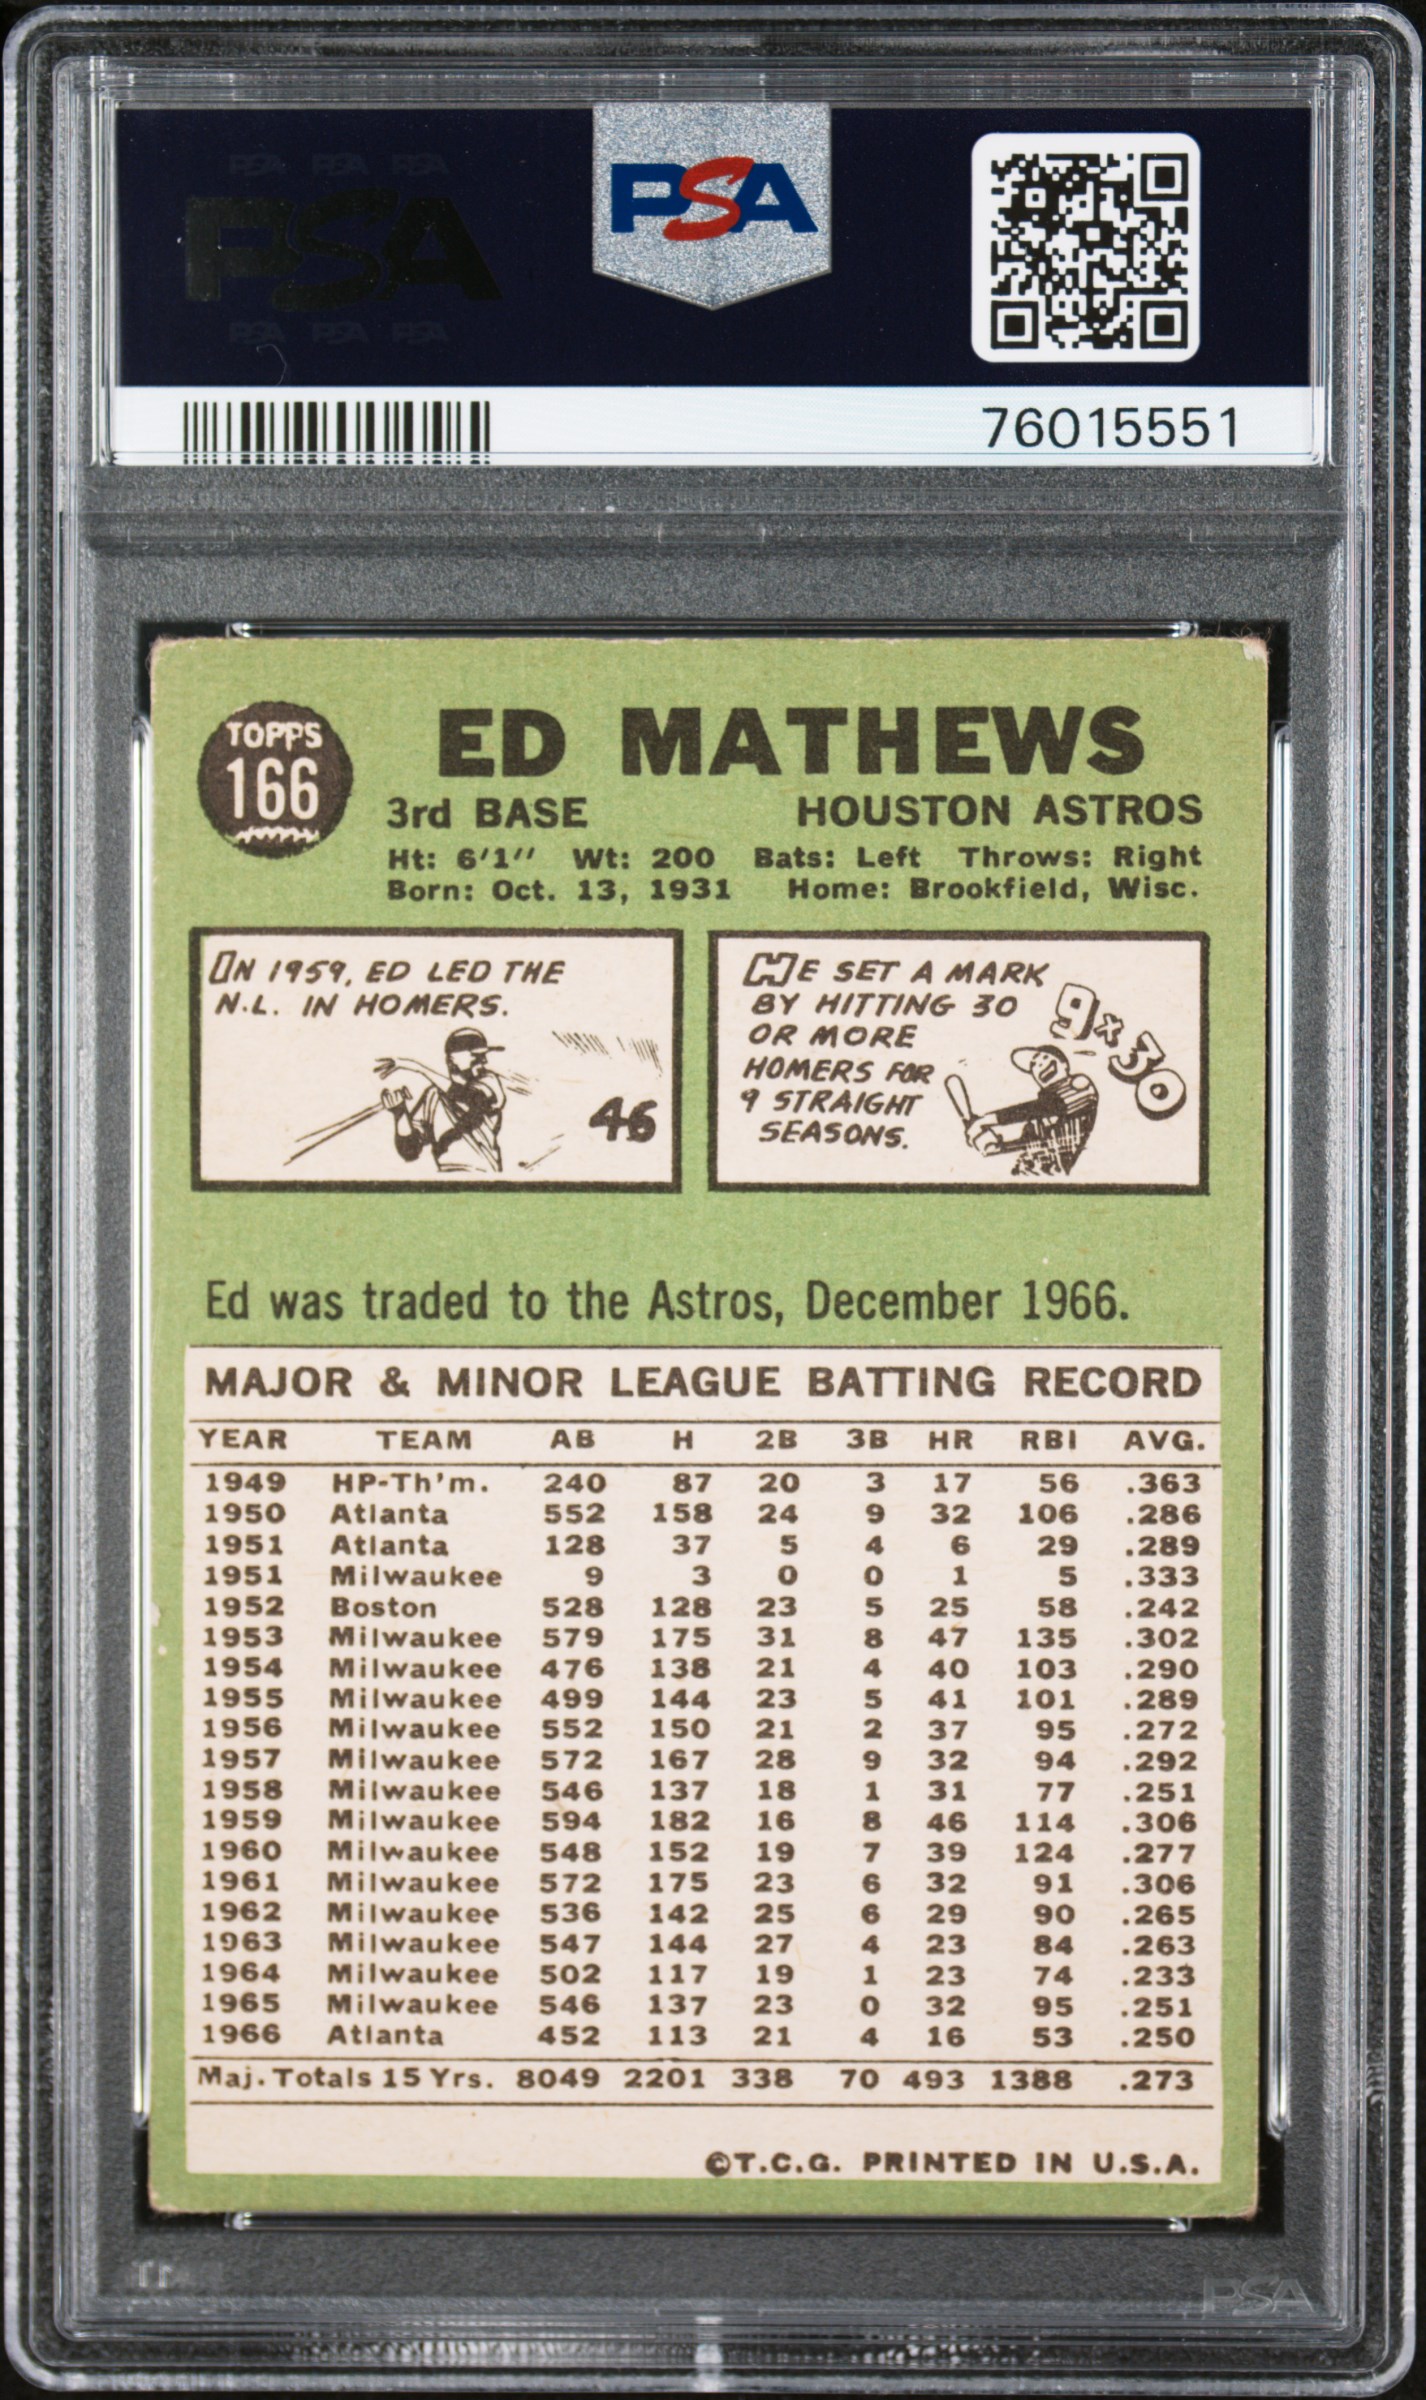 PSA PSA PSA
PSA
PSA PSA PSA
PSA
76015551
TOPPS
166
ED MATHEWS
3rd BASE HOUSTON ASTROS
Ht: 6'1" Wt: 200 Bats: Left Throws: Right
Born: Oct. 13, 1931 Home: Brookfield, Wisc.
IN 1959, ED LED THE
N.L. IN HOMERS.
46
HE SET A MARK
BY HITTING 30
OR MORE
HOMERS FOR
9 STRAIGHT
SEASONS.
9x30
Ed was traded to the Astros, December 1966.
MAJOR & MINOR LEAGUE BATTING RECORD
YEAR TEAM AB H 2B 3B HR RBI AVG.
1949 HP-Th'm. 240 87 20 3 17 56 .363
1950 Atlanta 552 158 24 9 32 106 .286
1951 Atlanta 128 37 5 4 6 29 .289
1951 Milwaukee 9 3 0 0 1 5 .333
1952 Boston 528 128 23 5 25 58 .242
1953 Milwaukee 579 175 31 8 47 135 .302
1954 Milwaukee 476 138 21 4 40 103 .290
1955 Milwaukee 499 144 23 5 41 101 .289
1956 Milwaukee 552 150 21 2 37 95 .272
1957 Milwaukee 572 167 28 9 32 94 .292
1958 Milwaukee 546 137 18 1 31 77 .251
1959 Milwaukee 594 182 16 8 46 114 .306
1960 Milwaukee 548 152 19 7 39 124 .277
1961 Milwaukee 572 175 23 6 32 91 .306
1962 Milwaukee 536 142 25 6 29 90 .265
1963 Milwaukee 547 144 27 4 23 84 .263
1964 Milwaukee 502 117 19 1 23 74 .233
1965 Milwaukee 546 137 23 0 32 95 .251
1966 Atlanta 452 113 21 4 16 53 .250
Maj. Totals 15 Yrs. 8049 2201 338 70 493 1388 .273
©T.C.G. PRINTED IN U.S.A.
PSA